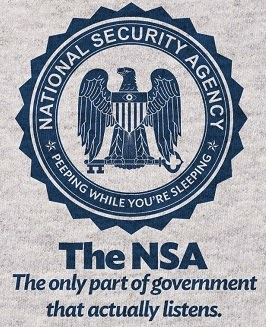 NATIONAL SECURITY AGENCY
PEEPING WHILE YOU'RE SLEEPING
The NSA
The only part of government
that actually listens.